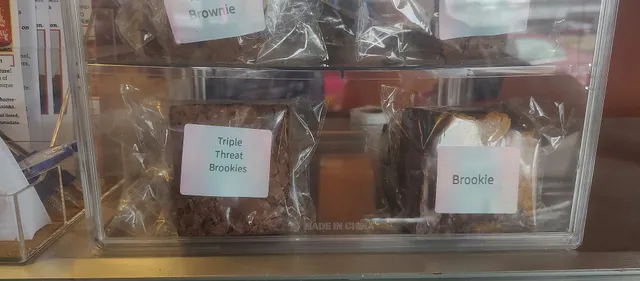 Brownie
Triple
Threat
Brookies
Brookie
MADE IN CHINA